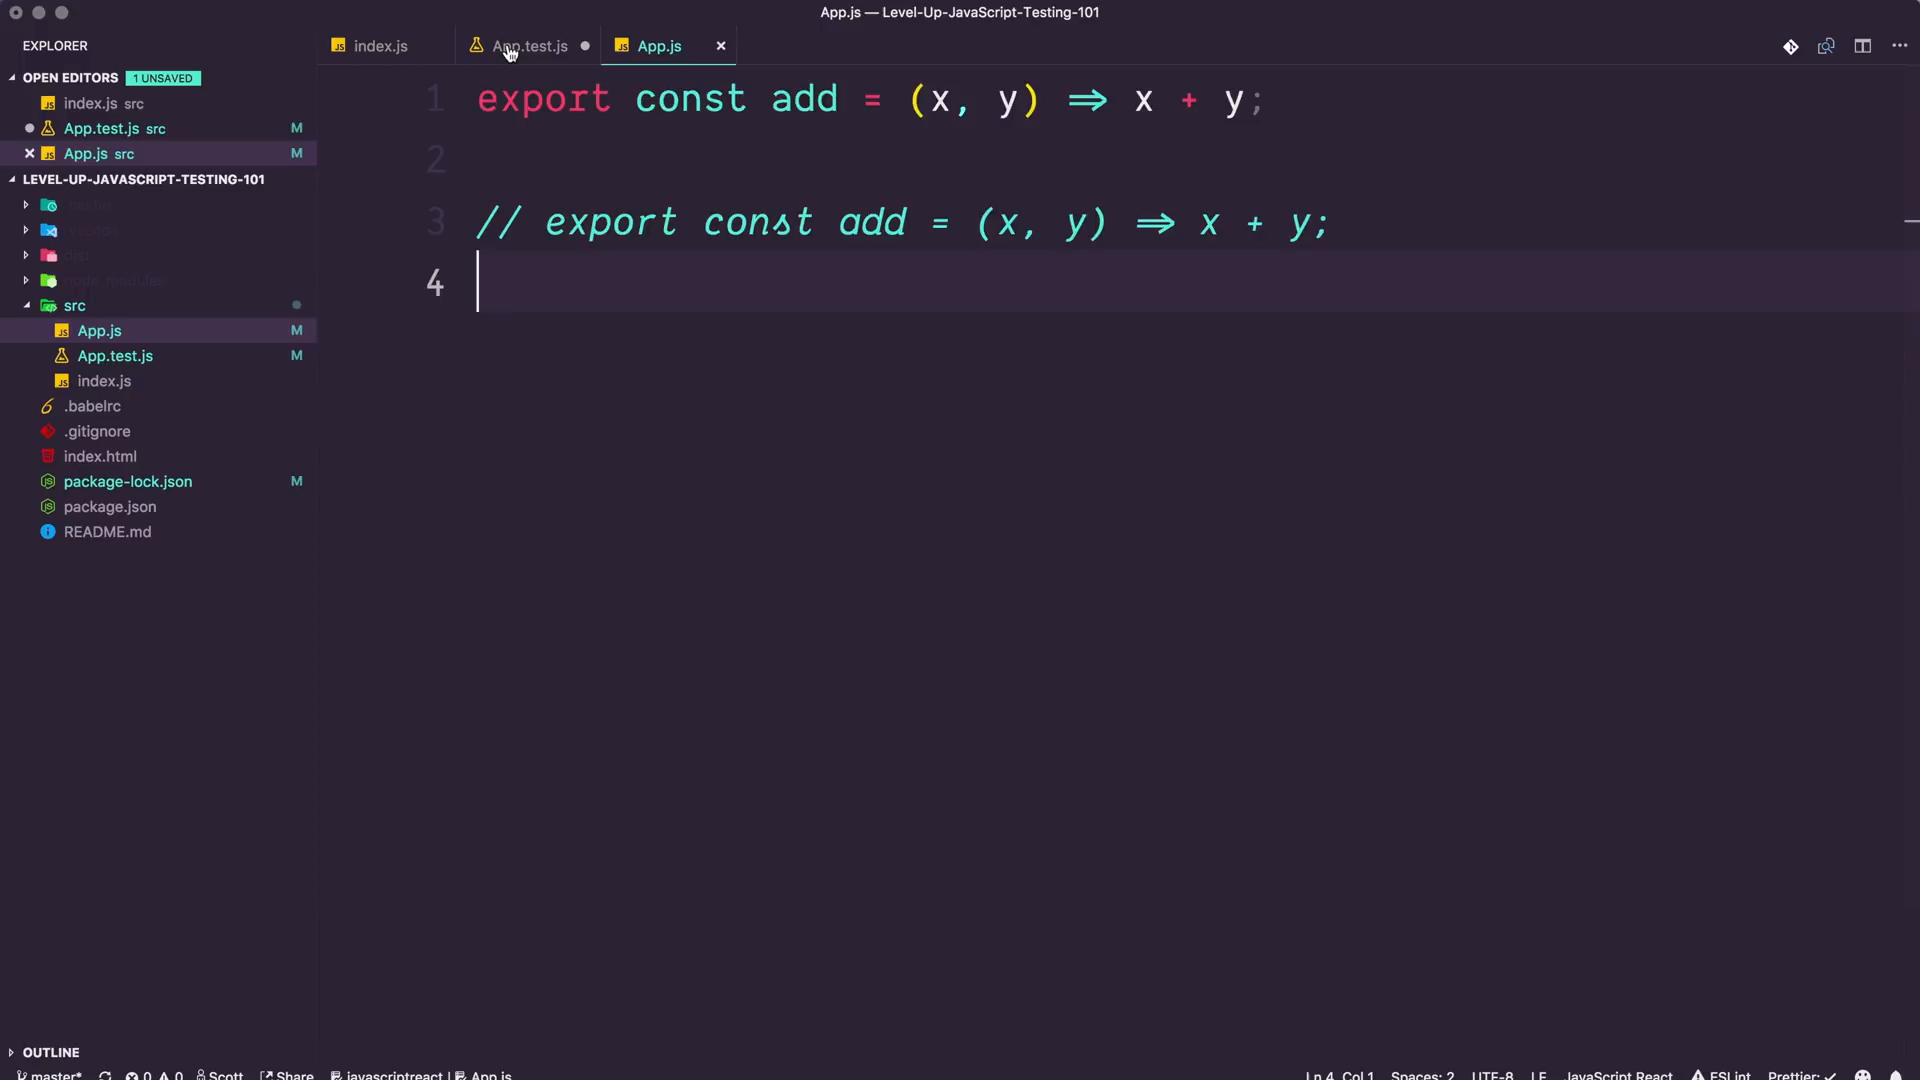 App.js — Level-Up-JavaScript-Testing-101
EXPLORER
index.js
App.test.js
App.js
OPEN EDITORS 1 UNSAVED
index.js src
App.test.js src M
App.js src M
LEVEL-UP-JAVASCRIPT-TESTING-101
dist
node_modules
src
App.js M
App.test.js M
index.js
.babelrc
.gitignore
index.html
package-lock.json M
package.json
README.md
OUTLINE
1 export const add = (x, y) => x + y;
2
3 // export const add = (x, y) => x + y;
4
master* 0 0 Scott Share javascriptreact | App.js
Ln 4, Col 1 Spaces: 2 UTF-8 LF JavaScript React ESLint Prettier: ✓